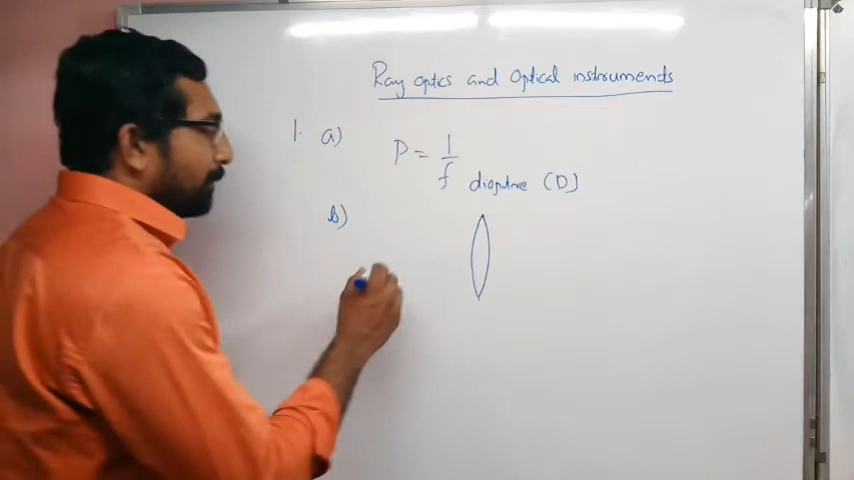 Ray optics and Optical instruments
1. a) P = 1/f
dioptre (D)
b)